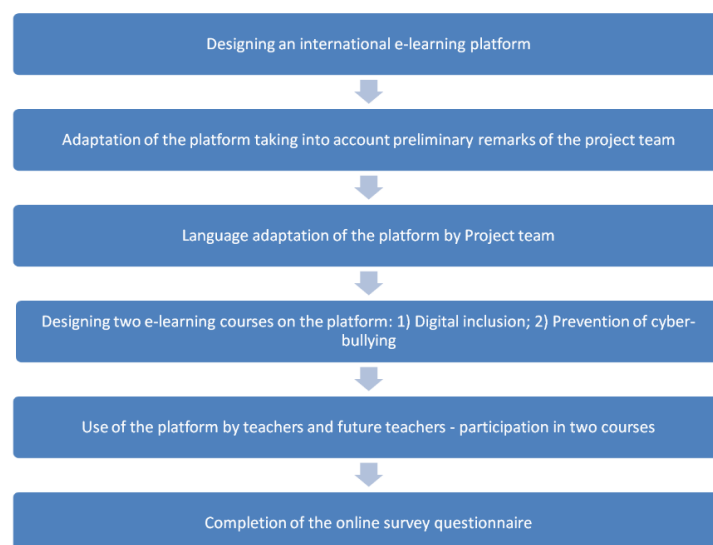 Designing an international e-learning platform
Adaptation of the platform taking into account preliminary remarks of the project team
Language adaptation of the platform by Project team
Designing two e-learning courses on the platform: 1) Digital inclusion; 2) Prevention of cyber-
bullying
Use of the platform by teachers and future teachers - participation in two courses
Completion of the online survey questionnaire